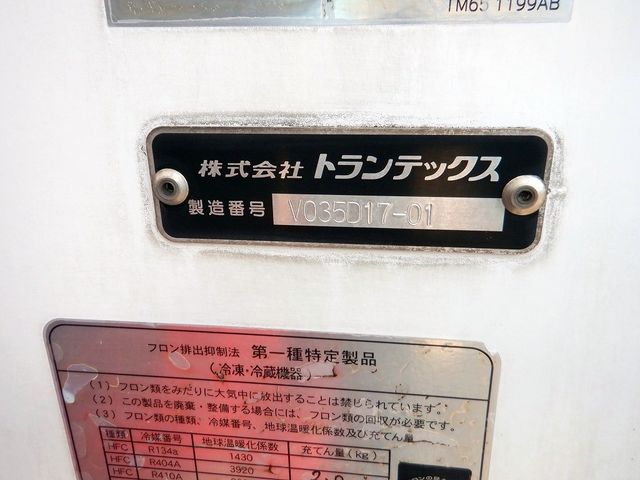 TM65 1199AB
株式会社 トランテックス
製造番号 V035D17-01
フロン排出抑制法 第一種特定製品
(冷凍・冷蔵機器)
(1) フロン類をみだりに大気中に放出することは禁じられています。
(2) この製品を廃棄・整備する場合には、フロン類の回収が必要です。
(3) フロン類の種類、冷媒番号、地球温暖化係数及び充てん量
種類 冷媒番号 地球温暖化係数 充てん量(kg)
HFC R134a 1430
HFC R404A 3920
HFC R410A